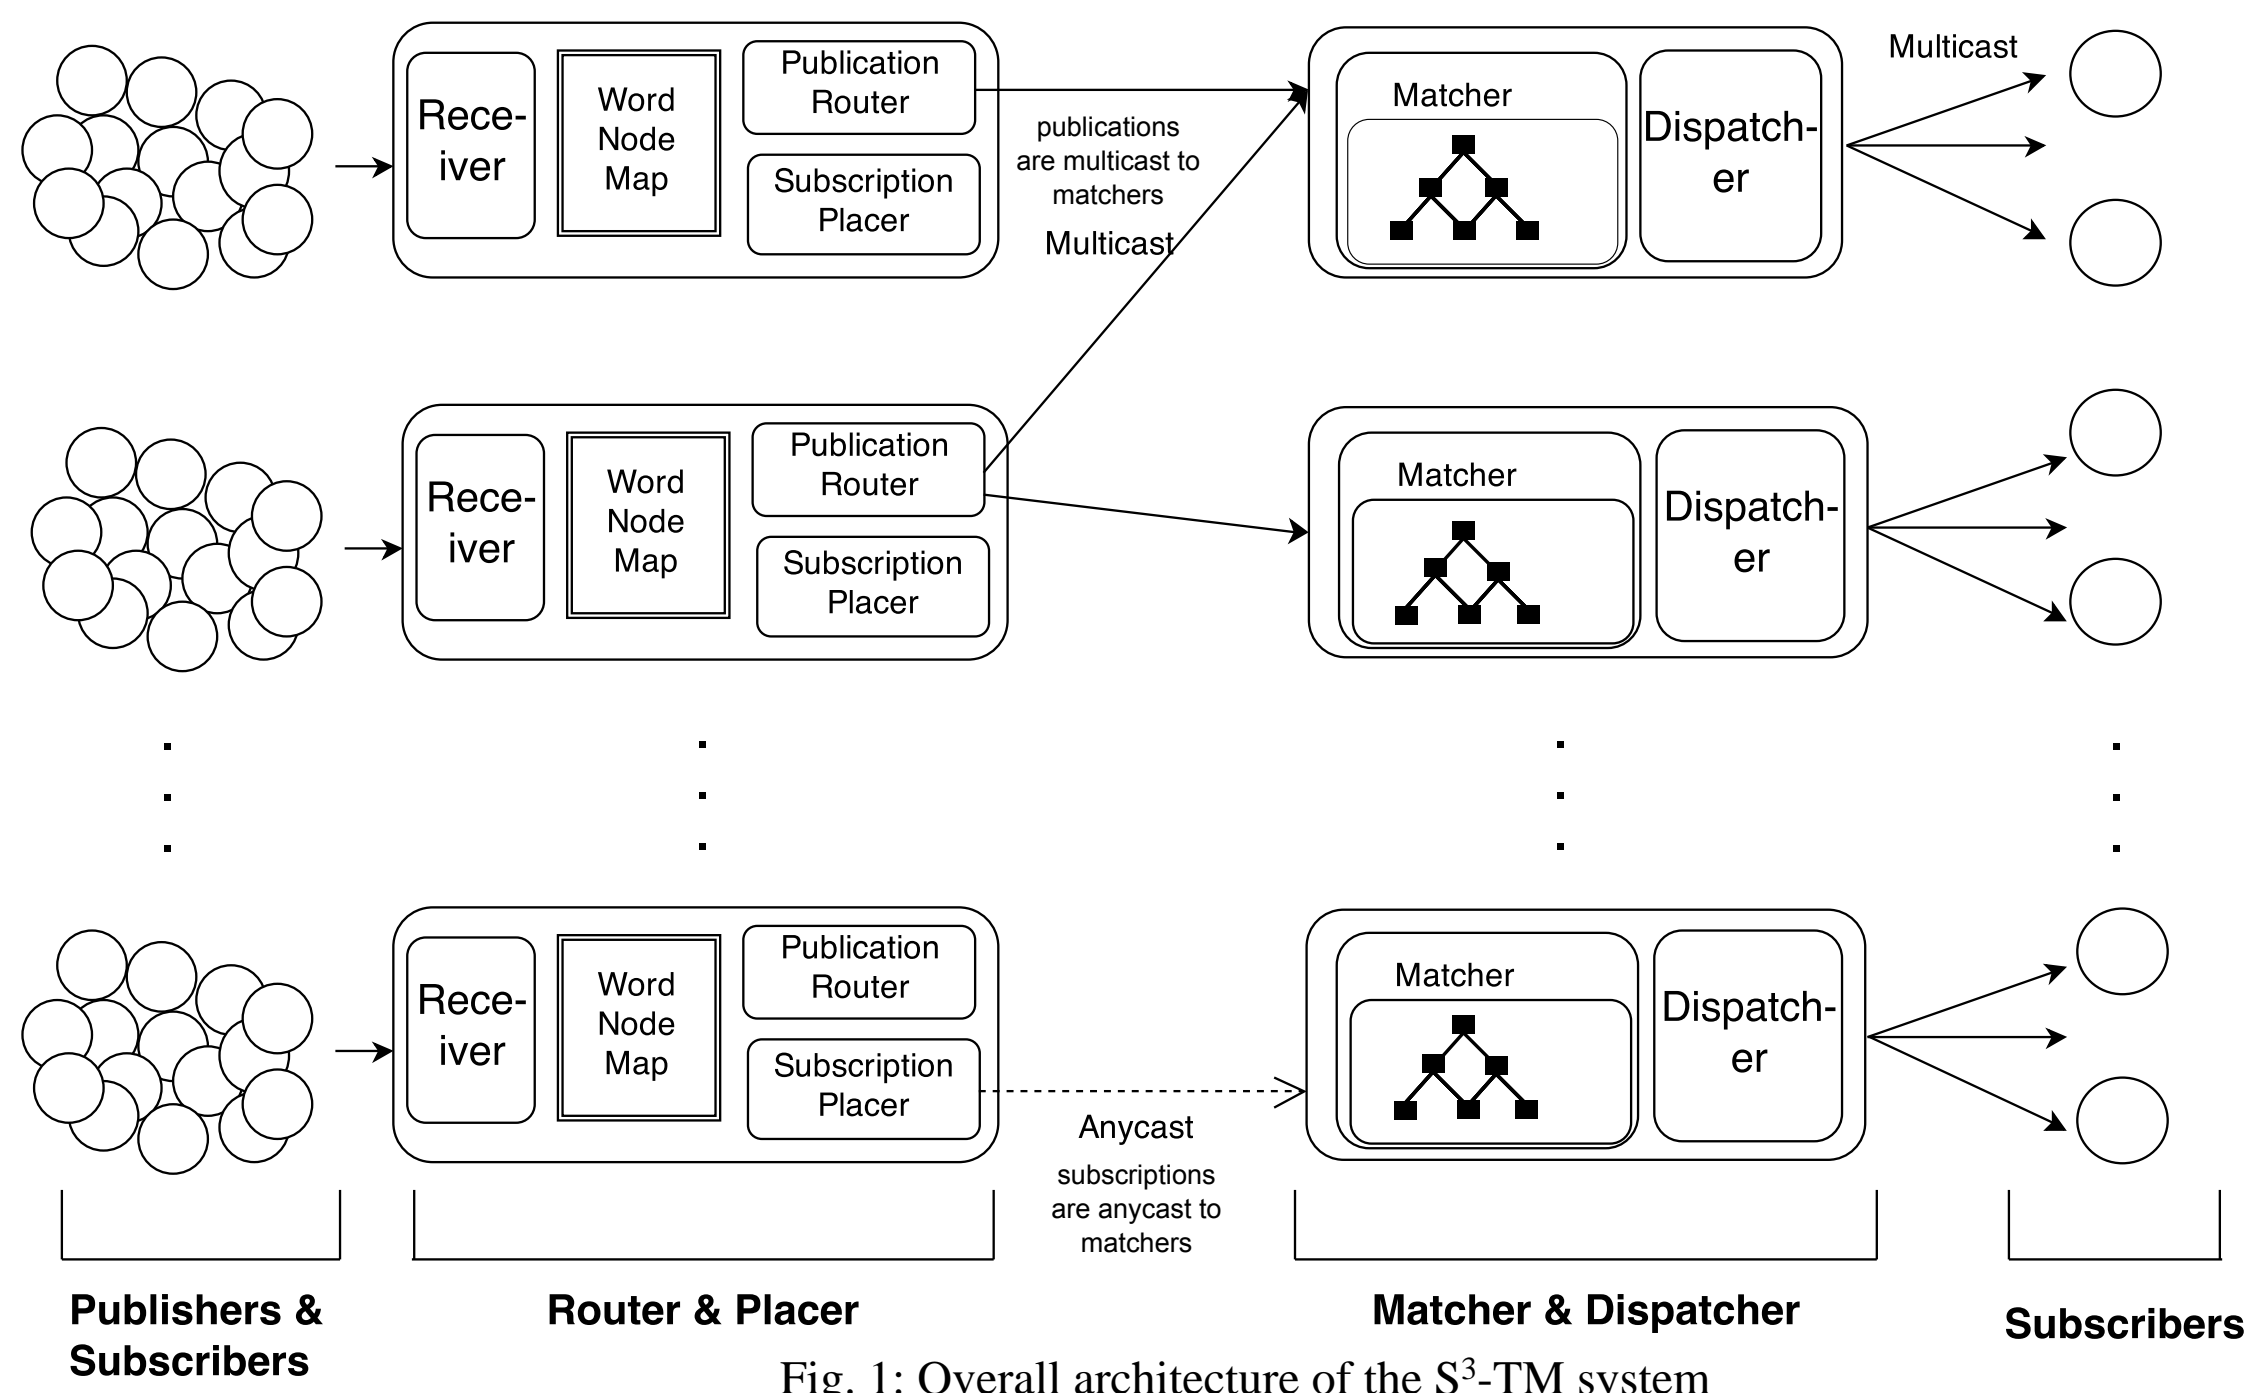 Rece-
iver
Word
Node
Map
Publication
Router
Subscription
Placer
publications
are multicast to
matchers
Multicast
Matcher
Dispatch-
er
Multicast
Rece-
iver
Word
Node
Map
Publication
Router
Subscription
Placer
Matcher
Dispatch-
er
Rece-
iver
Word
Node
Map
Publication
Router
Subscription
Placer
Anycast
subscriptions
are anycast to
matchers
Matcher
Dispatch-
er
Publishers &
Subscribers
Router & Placer
Matcher & Dispatcher
Subscribers
Fig. 1: Overall architecture of the S³-TM system